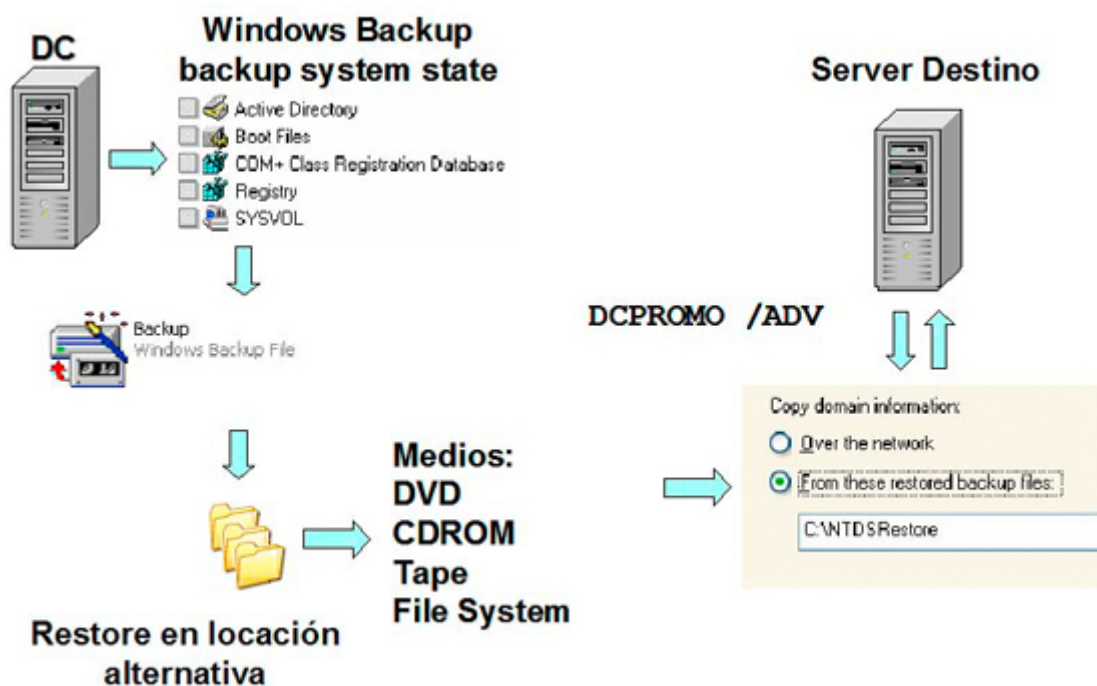 DC
Windows Backup
backup system state
Active Directory
Boot Files
COM+ Class Registration Database
Registry
SYSVOL
Backup
Windows Backup File
Restore en locación
alternativa
Medios:
DVD
CDROM
Tape
File System
Server Destino
DCPROMO /ADV
Copy domain information:
Over the network
From these restored backup files:
C:\NTDSRestore